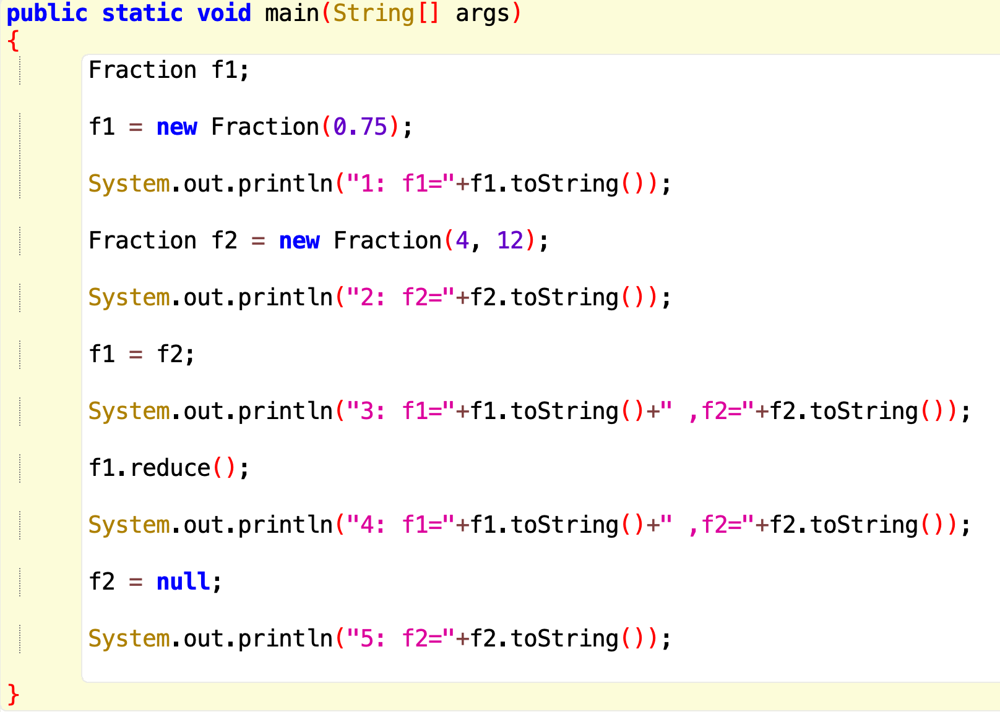 public static void main(String[] args)
{
Fraction f1;
f1 = new Fraction(0.75);
System.out.println("1: f1="+f1.toString());
Fraction f2 = new Fraction(4, 12);
System.out.println("2: f2="+f2.toString());
f1 = f2;
System.out.println("3: f1="+f1.toString()+" ,f2="+f2.toString());
f1.reduce();
System.out.println("4: f1="+f1.toString()+" ,f2="+f2.toString());
f2 = null;
System.out.println("5: f2="+f2.toString());
}